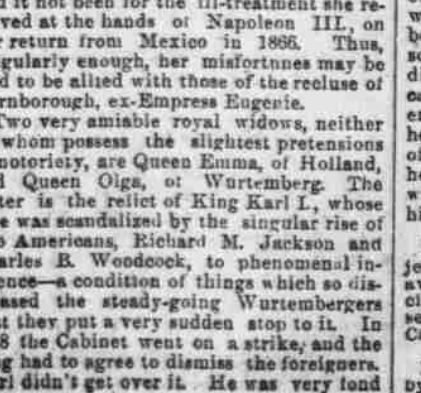 d it not been for the ill-treatment she re-
ved at the hands of Napoleon III., on
r return from Mexico in 1866. Thus,
gularly enough, her misfortunes may be
d to be allied with those of the recluse of
rnborough, ex-Empress Eugenie.
Two very amiable royal widows, neither
whom possess the slightest pretensions
notoriety, are Queen Emma, of Holland,
d Queen Olga, of Wurtemberg. The
ter is the relict of King Karl I., whose
e was scandalized by the singular rise of
o Americans, Richard M. Jackson and
arles B. Woodcock, to phenomenal in-
ence—a condition of things which so dis-
ased the steady-going Wurtembergers
t they put a very sudden stop to it. In
8 the Cabinet went on a strike, and the
g had to agree to dismiss the foreigners.
rl didn't get over it. He was very fond